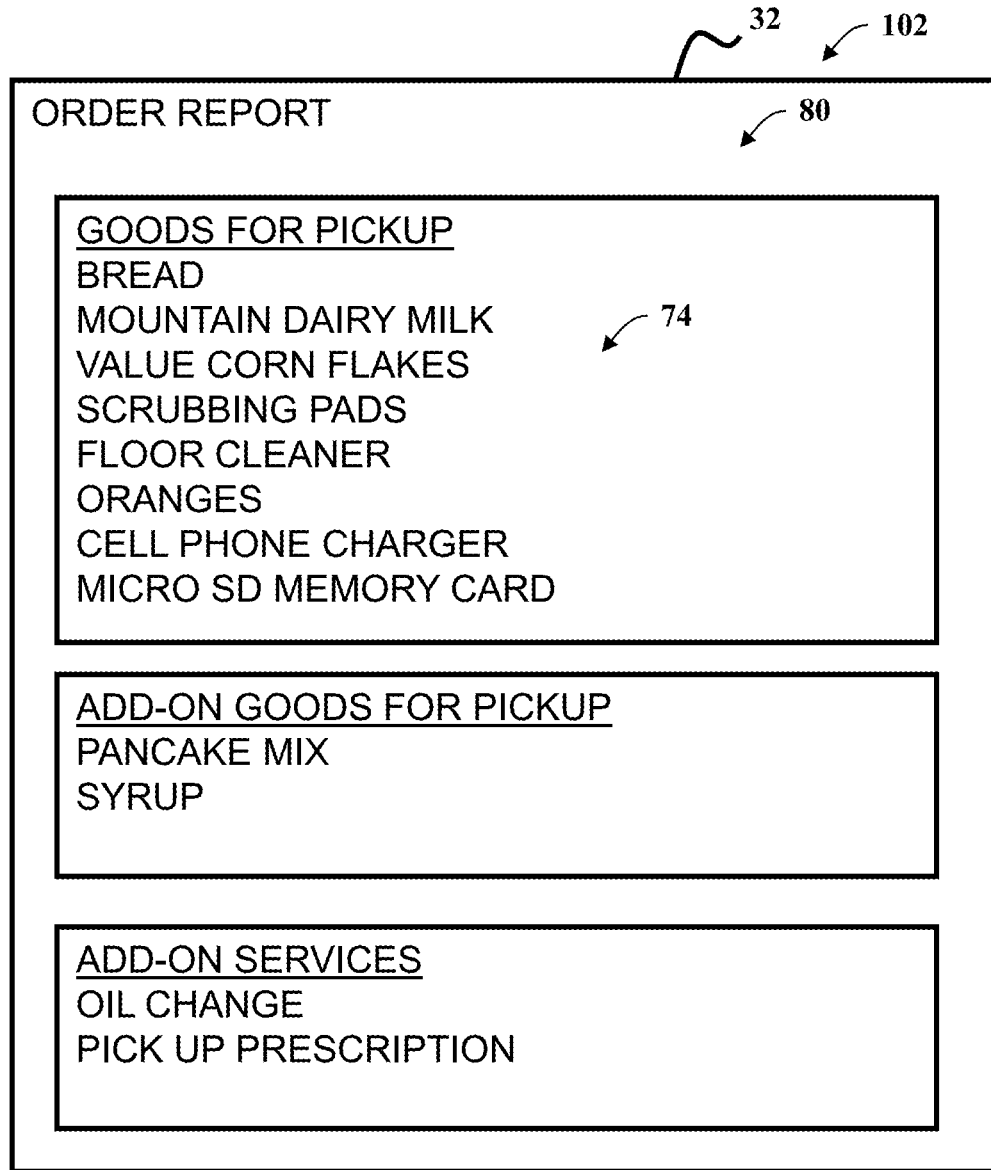 32
102
ORDER REPORT
80
GOODS FOR PICKUP
BREAD
MOUNTAIN DAIRY MILK
74
VALUE CORN FLAKES
SCRUBBING PADS
FLOOR CLEANER
ORANGES
CELL PHONE CHARGER
MICRO SD MEMORY CARD
ADD-ON GOODS FOR PICKUP
PANCAKE MIX
SYRUP
ADD-ON SERVICES
OIL CHANGE
PICK UP PRESCRIPTION